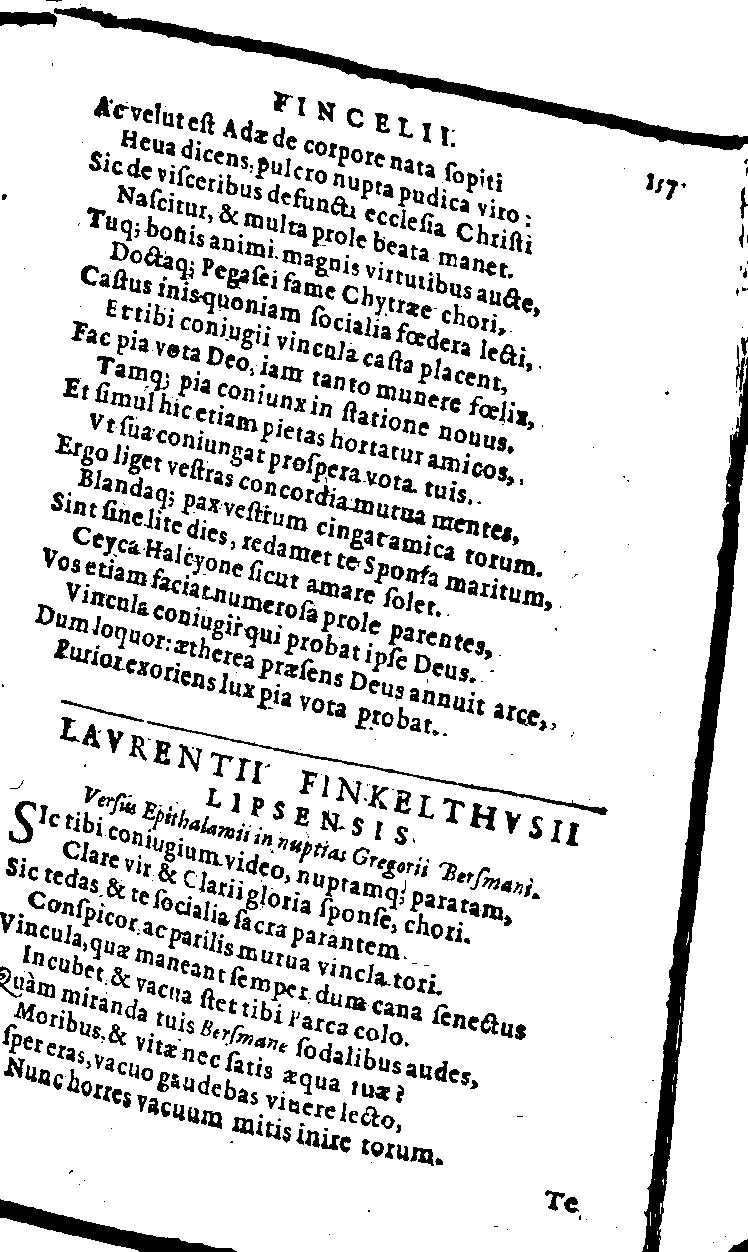 FINCELII.
157
Ac velut est Adæ de corpore nata sopiti
Heua dicens, pulcro nupta pudica viro:
Sic de visceribus defuncti ecclesia Christi
Nascitur, & multa prole beata manet.
Tuq; bonis animi magnis virtutibus aucte,
Doctaq; Pegasei fame Chytræe chori,
Castus inis quoniam socialia fœdera lecti,
Et tibi coniugii vincula casta placent,
Fac pia vota Deo, iam tanto munere fœlix,
Tamq; pia coniunx in statione nouus.
Et simul hic etiam pietas hortatur amicos,
Vt sua coniungat prospera vota tuis.
Ergo liget vestras concordia mutua mentes,
Blandaq; pax vestrum cingat amica torum.
Sint sine lite dies, redamet te Sponsa maritum,
Ceyca Halcyone sicut amare solet.
Vos etiam faciat numerosa prole parentes,
Vincula coniugii qui probat ipse Deus.
Dum loquor: ætherea præsens Deus annuit arce,
Purior exoriens lux pia vota probat.
LAVRENTII FINKELTHVSII
LIPSENSIS
Versus Epithalamii in nuptias Gregorii Bersmani.
SIc tibi coniugium video, nuptamq; paratam,
Clare vir & Clarii gloria sponse, chori.
Sic tedas & te socialia sacra parantem
Conspicor, ac parilis mutua vincla tori.
Vincula, quæ maneant semper dum cana senectus
Incubet & vacua stet tibi Parca colo.
Quàm miranda tuis Bersmane sodalibus audes,
Moribus, & vitæ nec satis æqua tuæ?
sper eras, vacuo gaudebas viuere lecto,
Nunc horres vacuum mitis inire torum.
Te